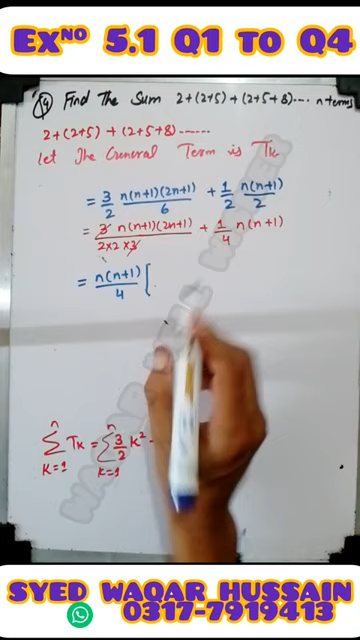 Exᴺᴼ 5.1 Q1 to Q4
Q4 Find The Sum 2+(2+5)+(2+5+8)..... n terms
2+(2+5)+(2+5+8).......
Let The General Term is Tk
= 3/2 n(n+1)(2n+1)/6 + 1/2 n(n+1)/2
= 3 n(n+1)(2n+1)/2×2×3 + 1/4 n(n+1)
= n(n+1)/4 [
n∑K=1 Tk = n∑K=1 3/2 k² -
SYED WAQAR HUSSAIN
0317-7919413